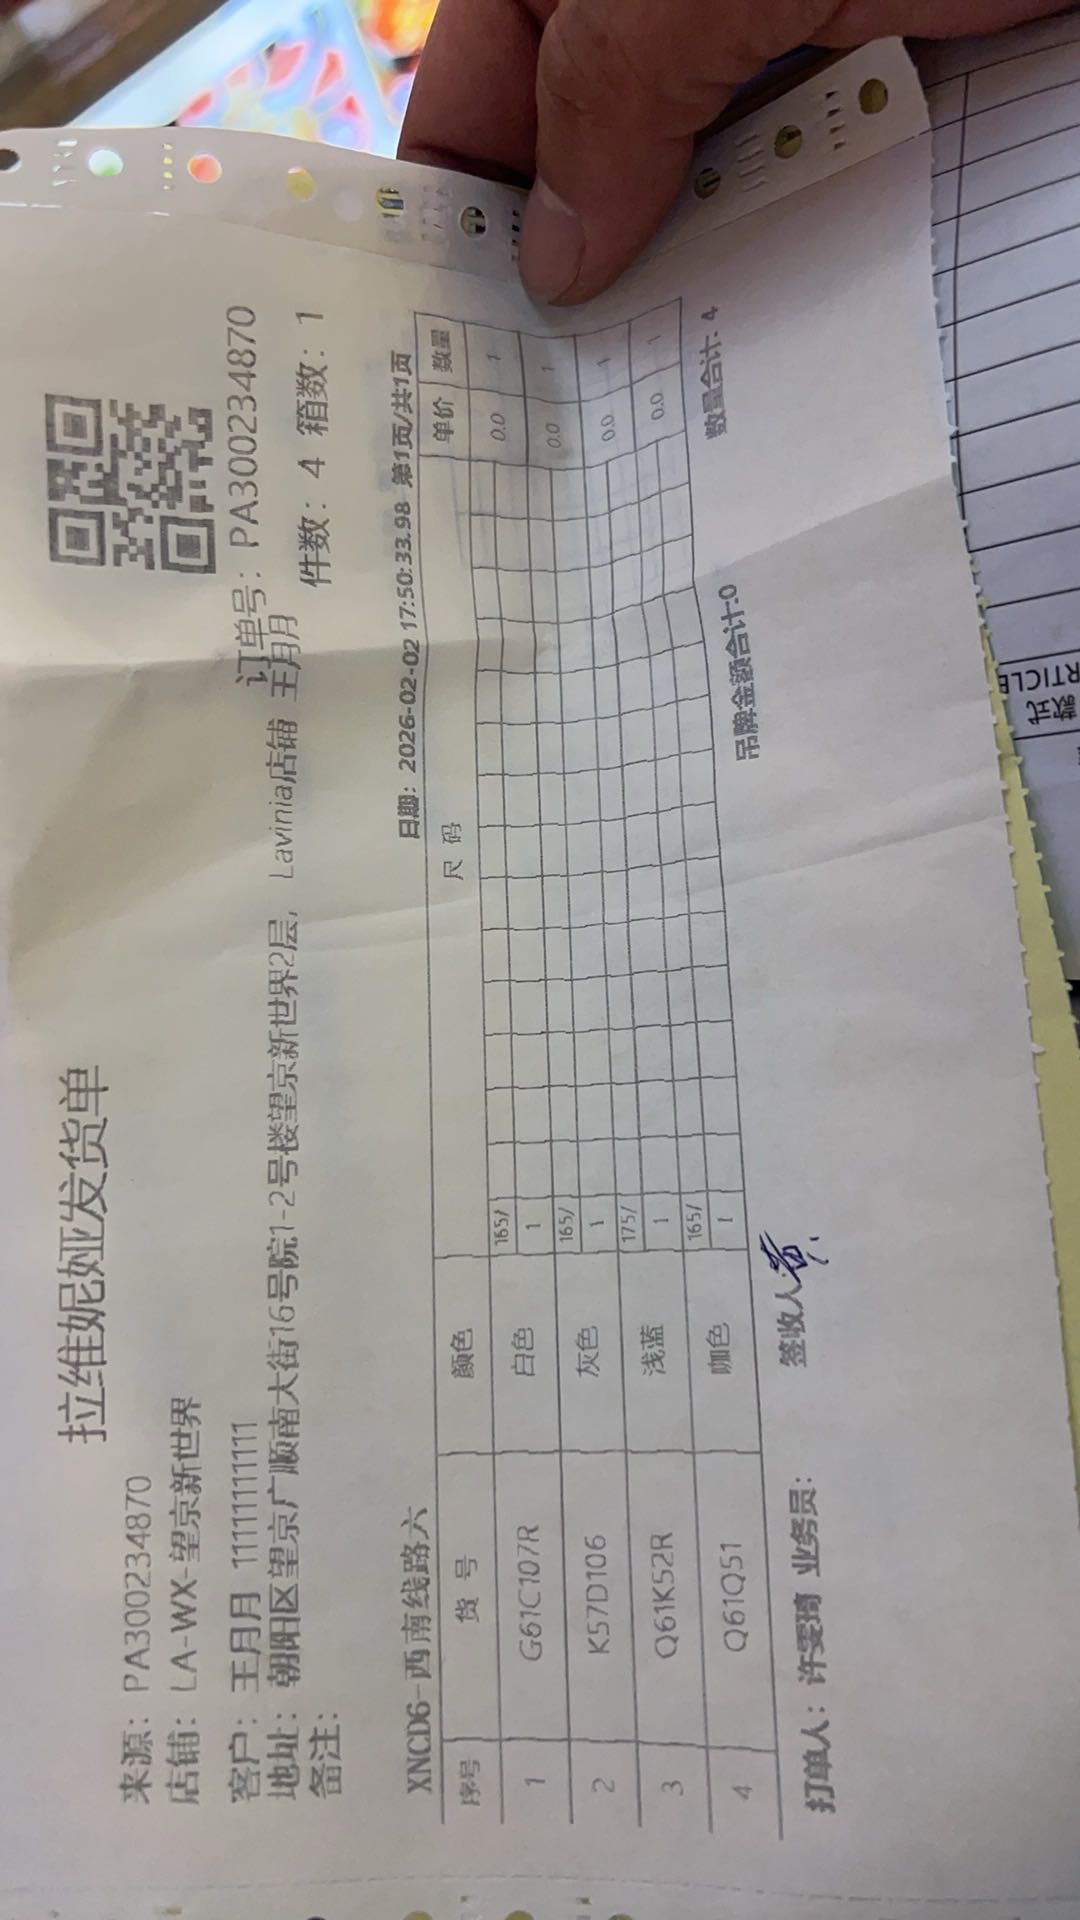 拉维妮亚发货单
来源：PA300234870
店铺：LA-WX-望京新世界
订单号：PA300234870
客户：王月月 11111111111
地址：朝阳区望京广顺南大街16号院1-2号楼望京新世界2层，Lavinia店铺 王月月
备注：
件数：4 箱数：1
XNCD6-西南线路六
日期：2026-02-02 17:50:33.98 第1页/共1页
序号 货号 颜色 尺码 单价 数量
165/
1 G61C107R 白色 1 0.0 1
165/
2 K57D106 灰色 1 0.0 1
175/
3 Q61K52R 浅蓝 1 0.0 1
165/
4 Q61Q51 咖色 1 0.0 1
吊牌金额合计:0 数量合计: 4
打单人：许雯琦 业务员： 签收人:
款式
RTICLE